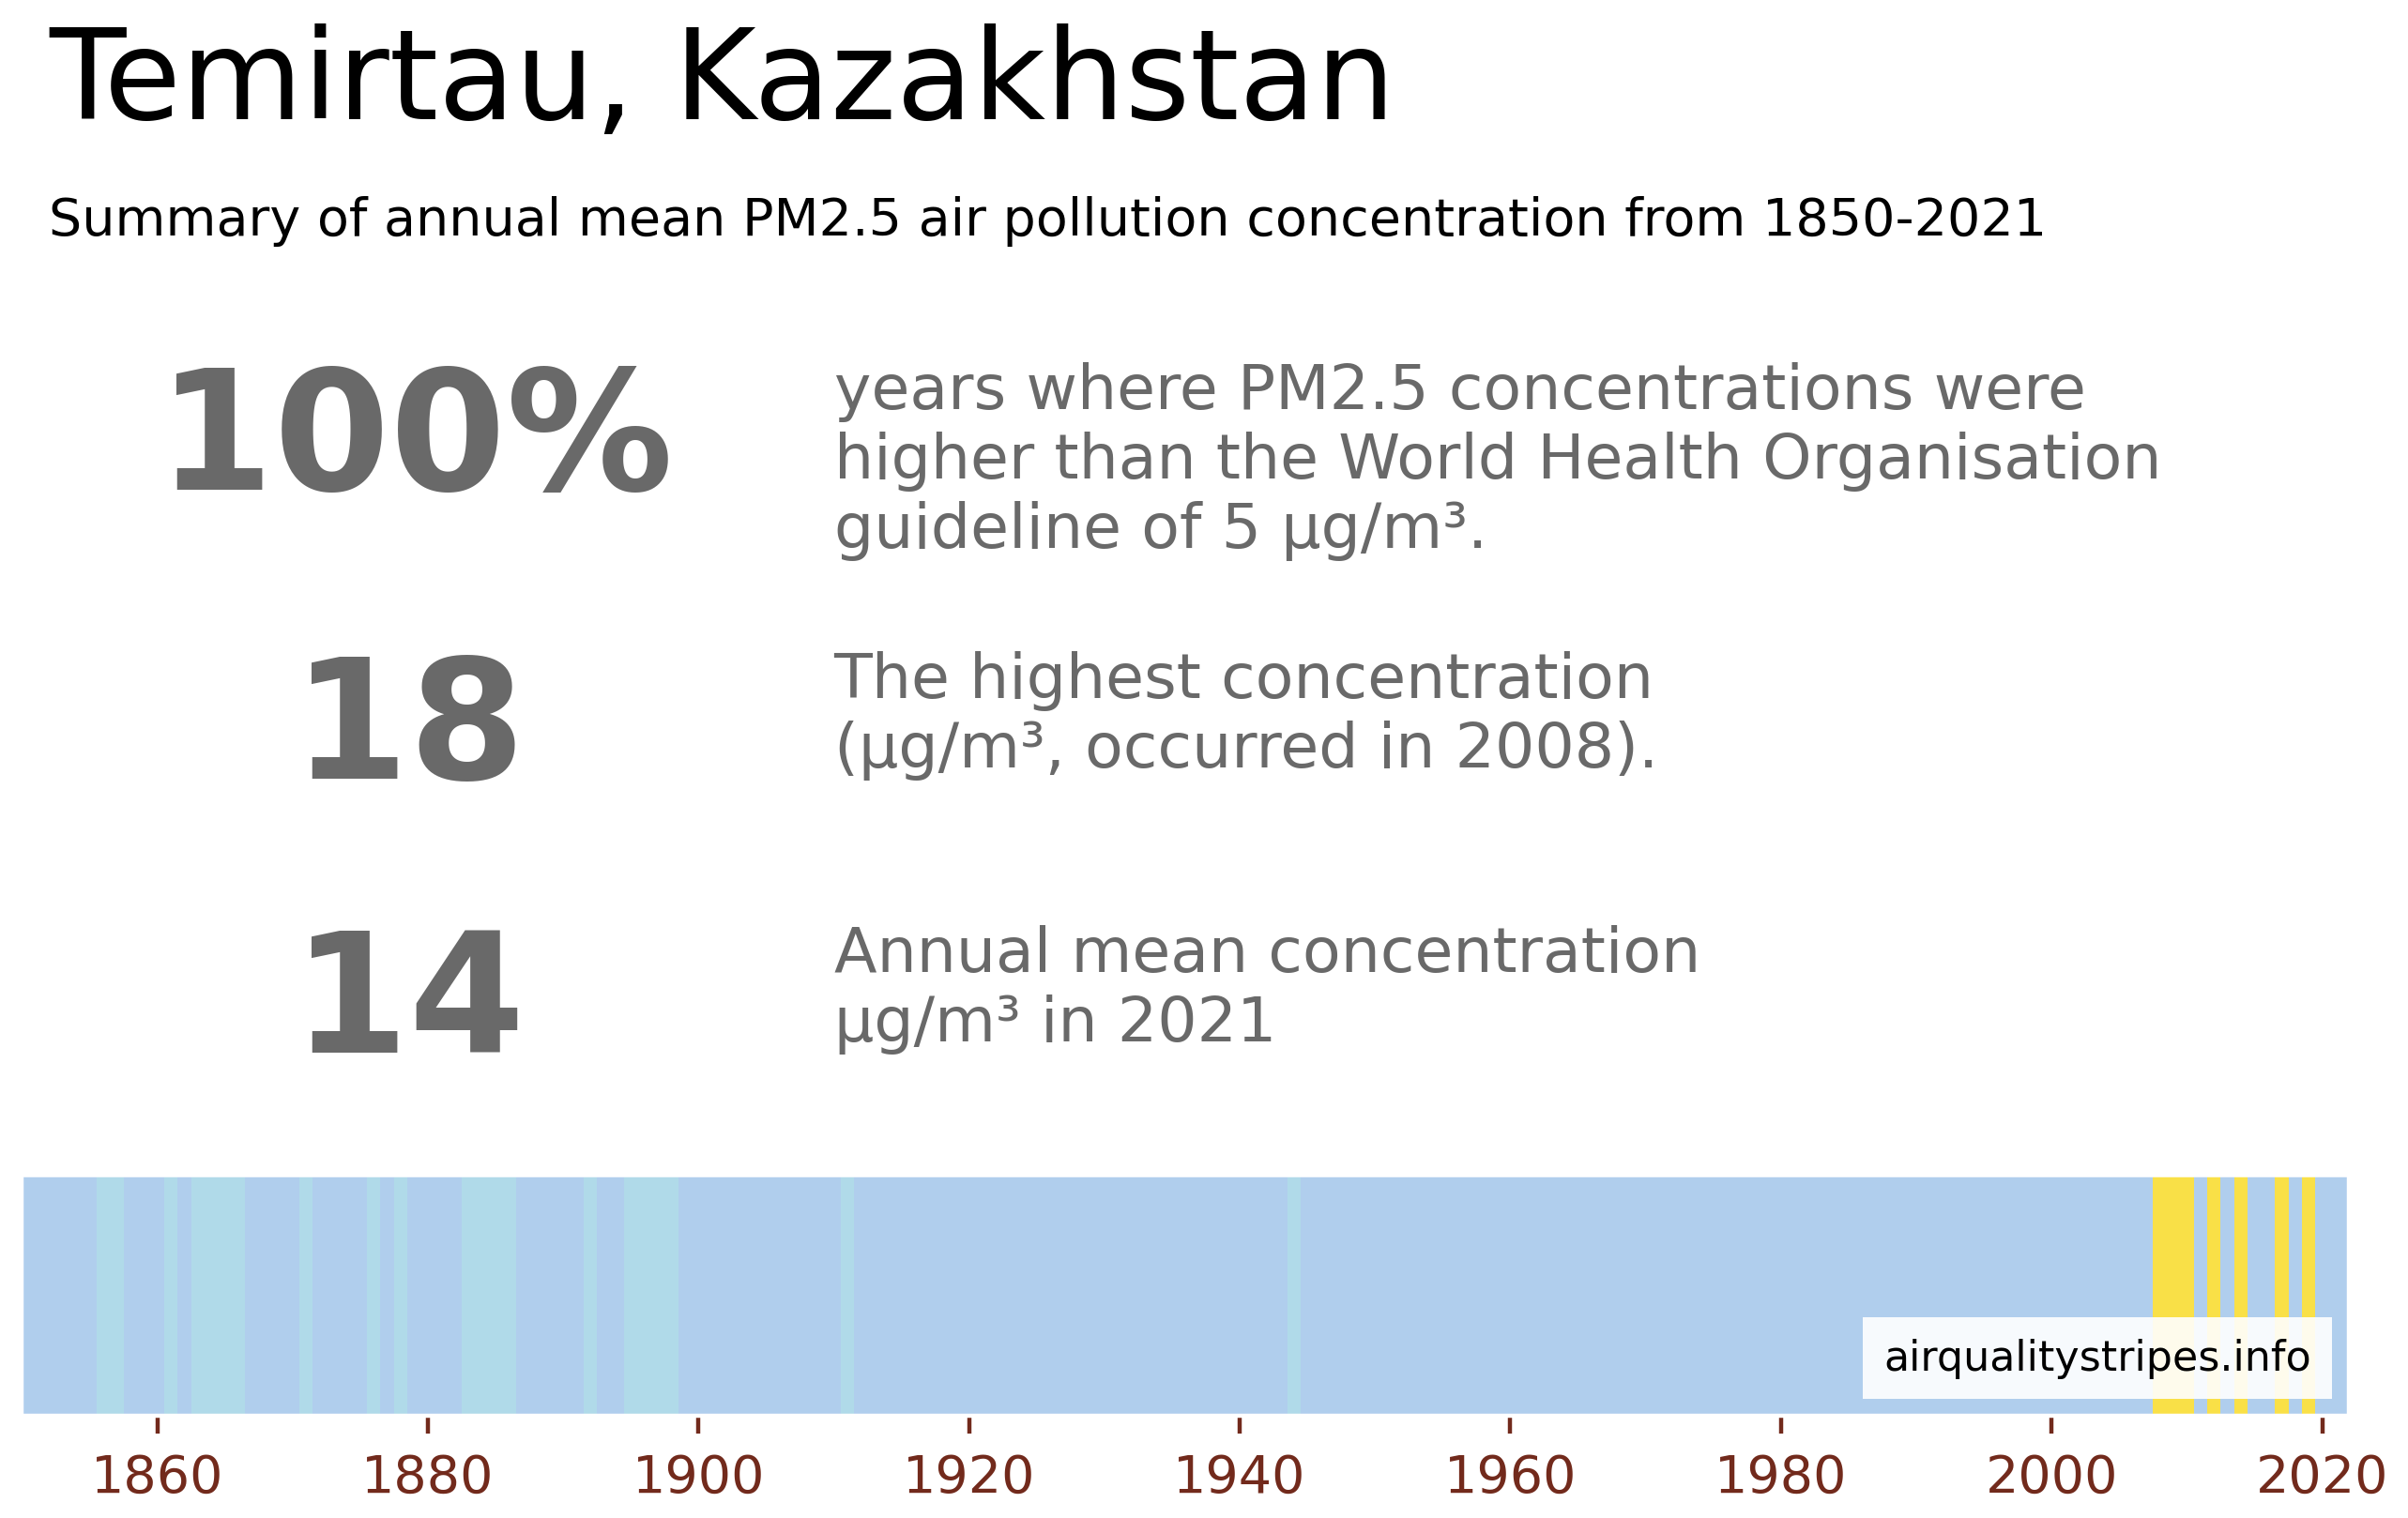 Temirtau, Kazakhstan
Summary of annual mean PM2.5 air pollution concentration from 1850-2021
100%
years where PM2.5 concentrations were
higher than the World Health Organisation
guideline of 5 µg/m³.
18
The highest concentration
(µg/m³, occurred in 2008).
14
Annual mean concentration
µg/m³ in 2021
airqualitystripes.info
1860 1880 1900 1920 1940 1960 1980 2000 2020